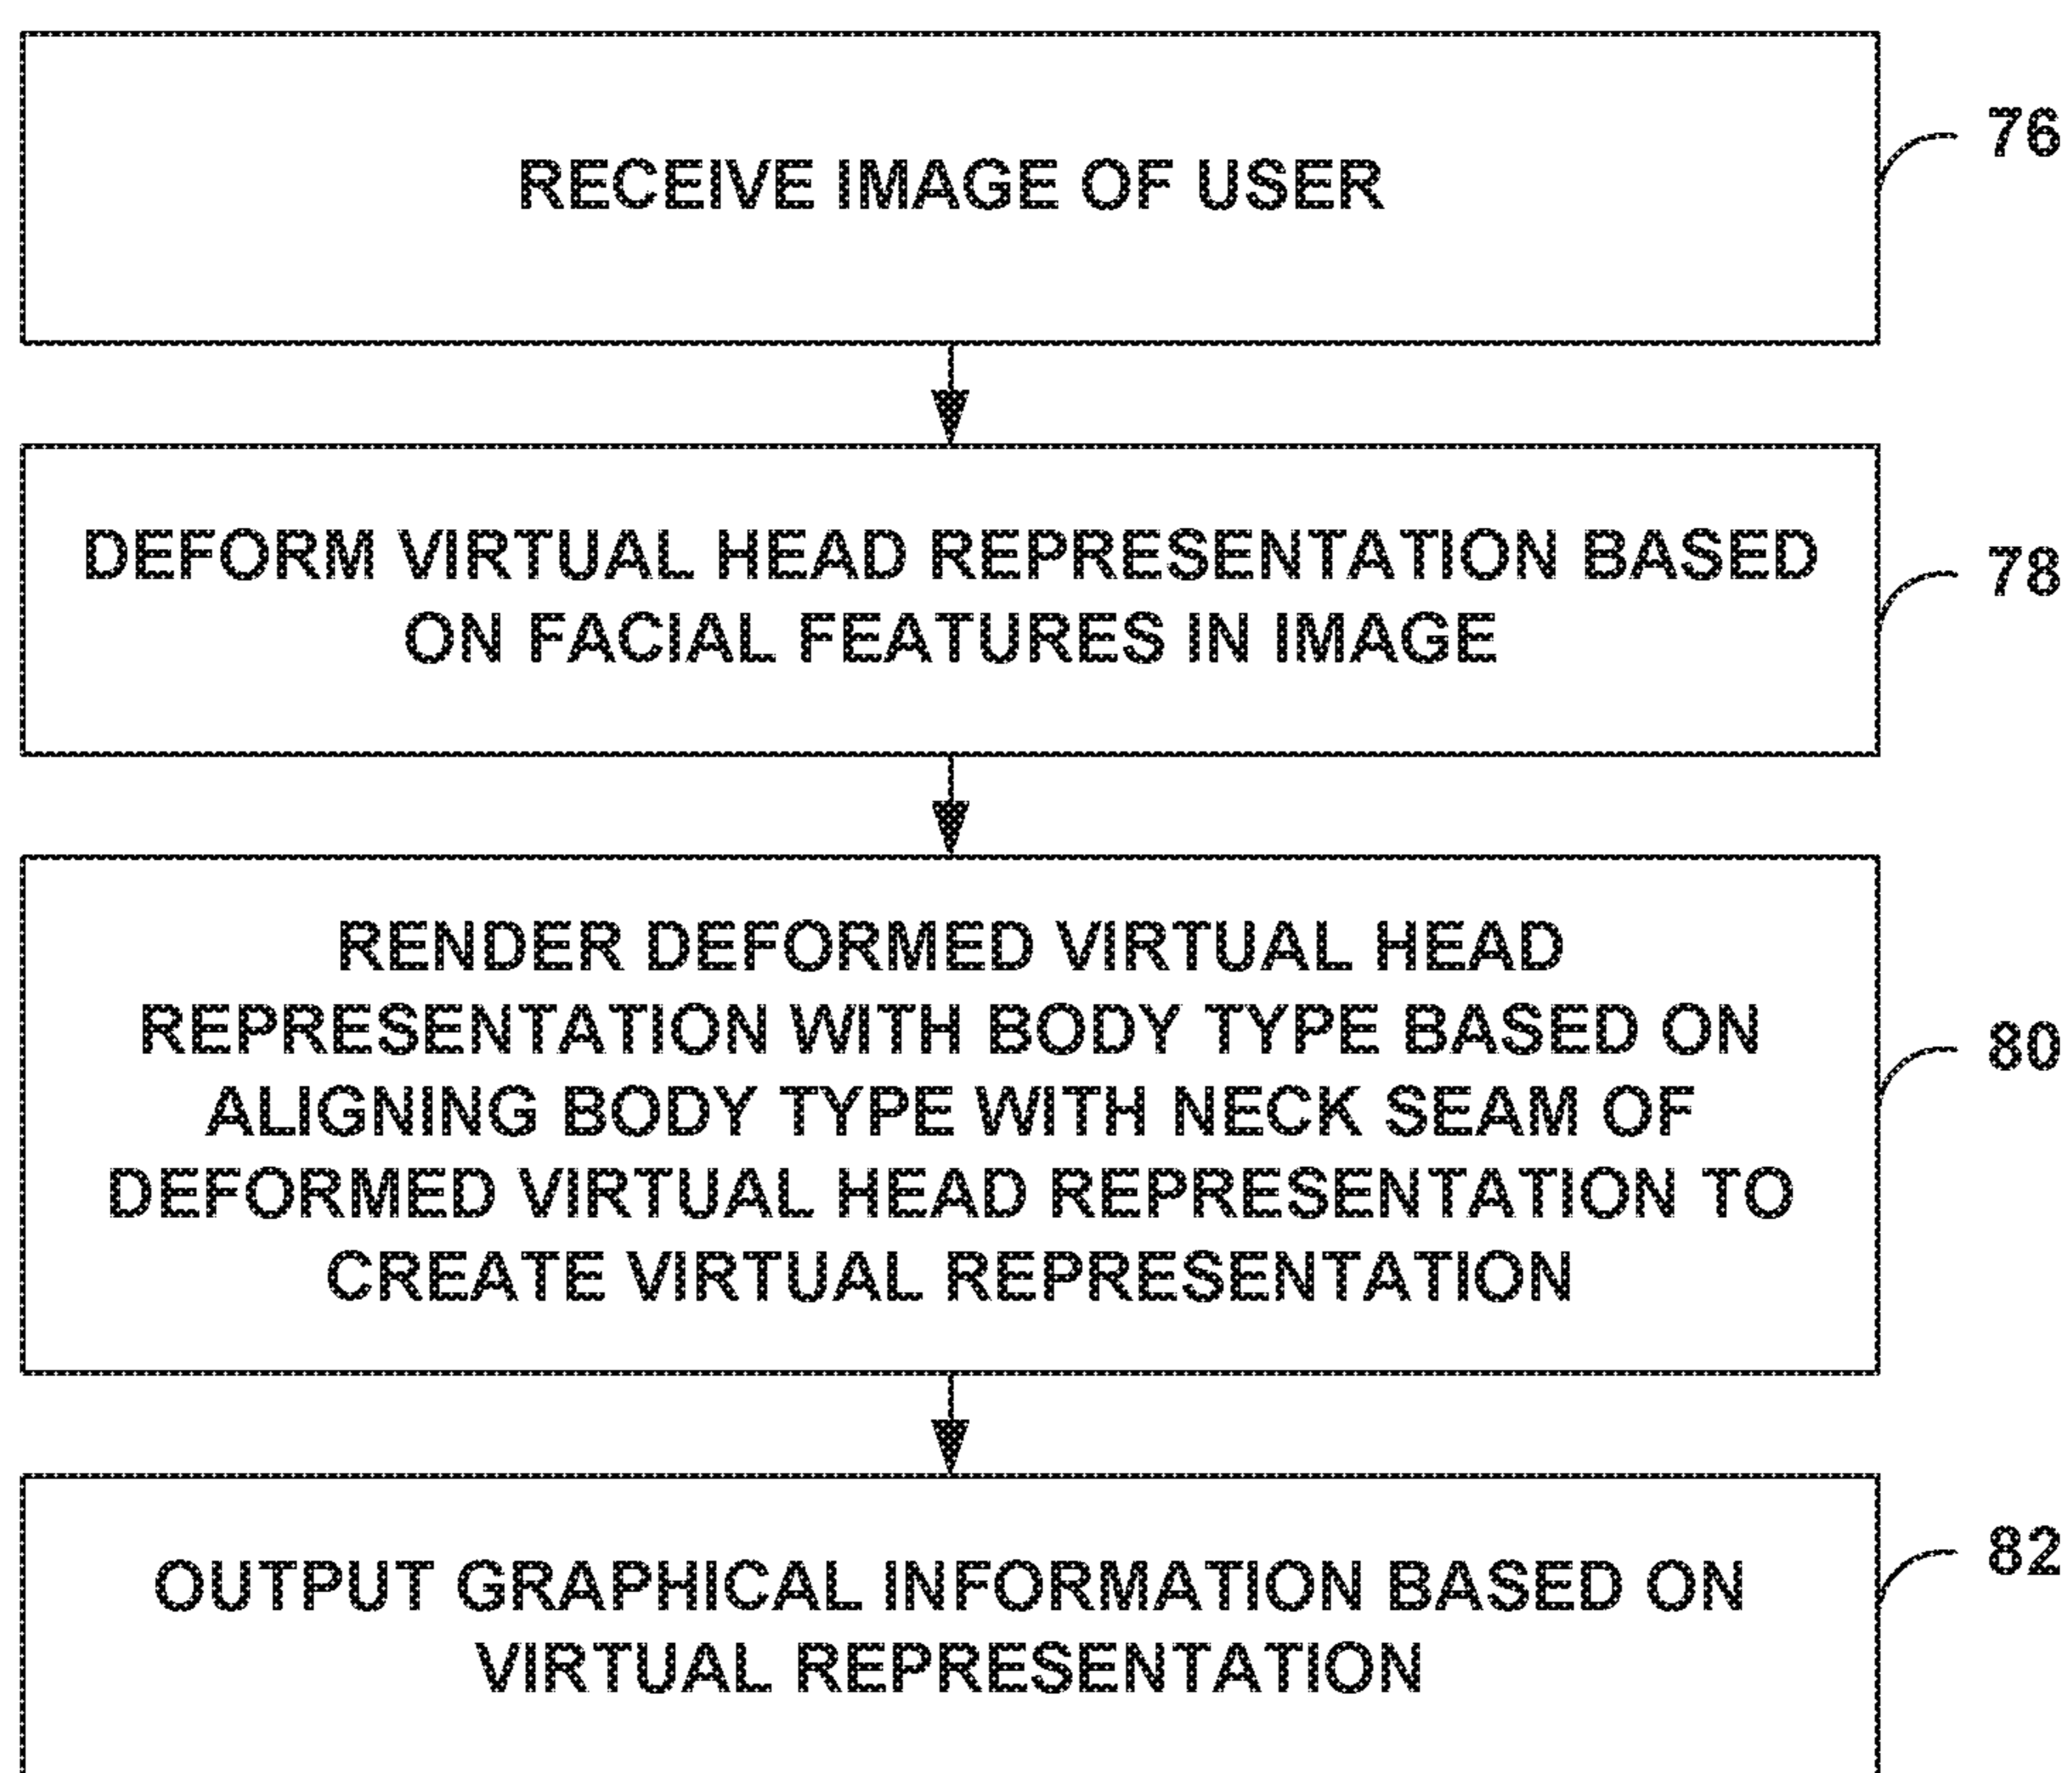 RECEIVE IMAGE OF USER
76
DEFORM VIRTUAL HEAD REPRESENTATION BASED
ON FACIAL FEATURES IN IMAGE
78
RENDER DEFORMED VIRTUAL HEAD
REPRESENTATION WITH BODY TYPE BASED ON
ALIGNING BODY TYPE WITH NECK SEAM OF
DEFORMED VIRTUAL HEAD REPRESENTATION TO
CREATE VIRTUAL REPRESENTATION
80
OUTPUT GRAPHICAL INFORMATION BASED ON
VIRTUAL REPRESENTATION
82